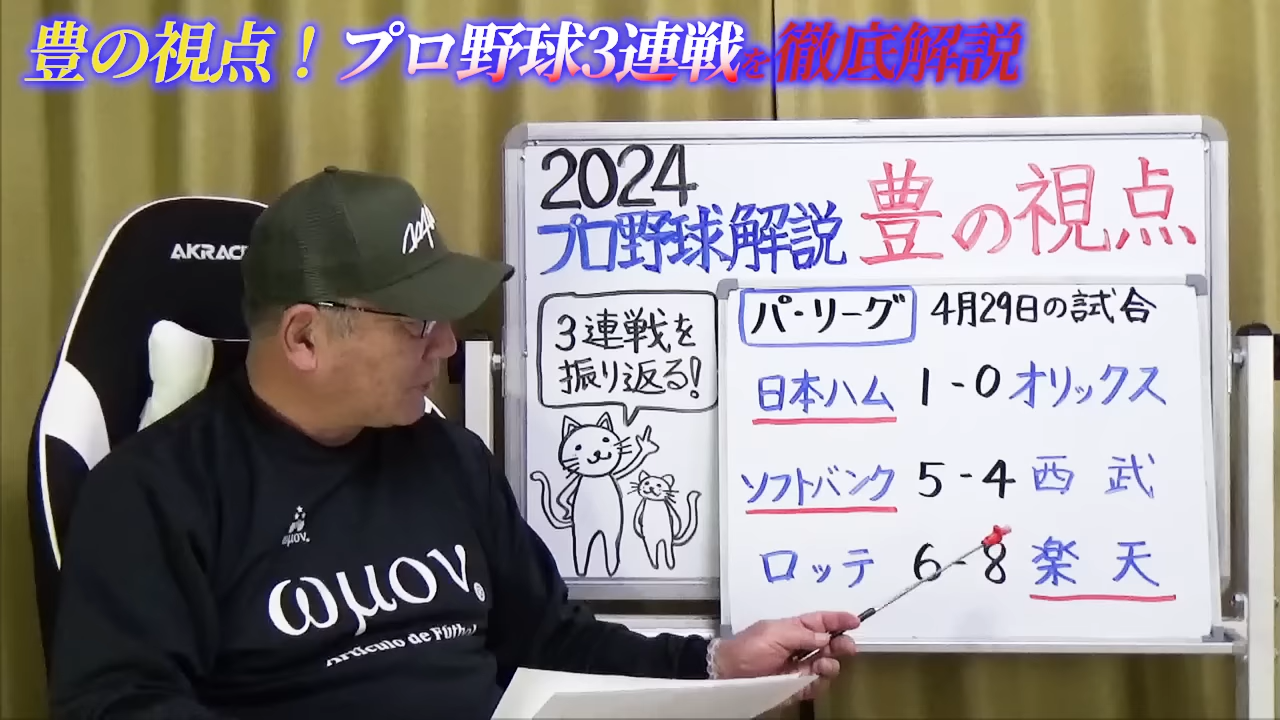 豊の視点！プロ野球3連戦を徹底解説
2024
プロ野球解説 豊の視点
3連戦を
振り返る!
パ・リーグ 4月29日の試合
日本ハム 1-0 オリックス
ソフトバンク 5-4 西武
ロッテ 6-8 楽天
AKRACE
ωμον.
ωμον®
Artículo de Fútbol